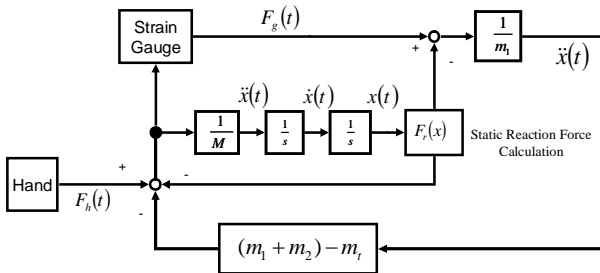 Strain
Gauge
F_g(t)
+
-
1/m_1
ẍ(t)
ẍ(t)
ẋ(t)
x(t)
1/M
1/s
1/s
F_r(x)
Static Reaction Force
Calculation
Hand
F_h(t)
+
-
-
(m_1 + m_2) − m_t